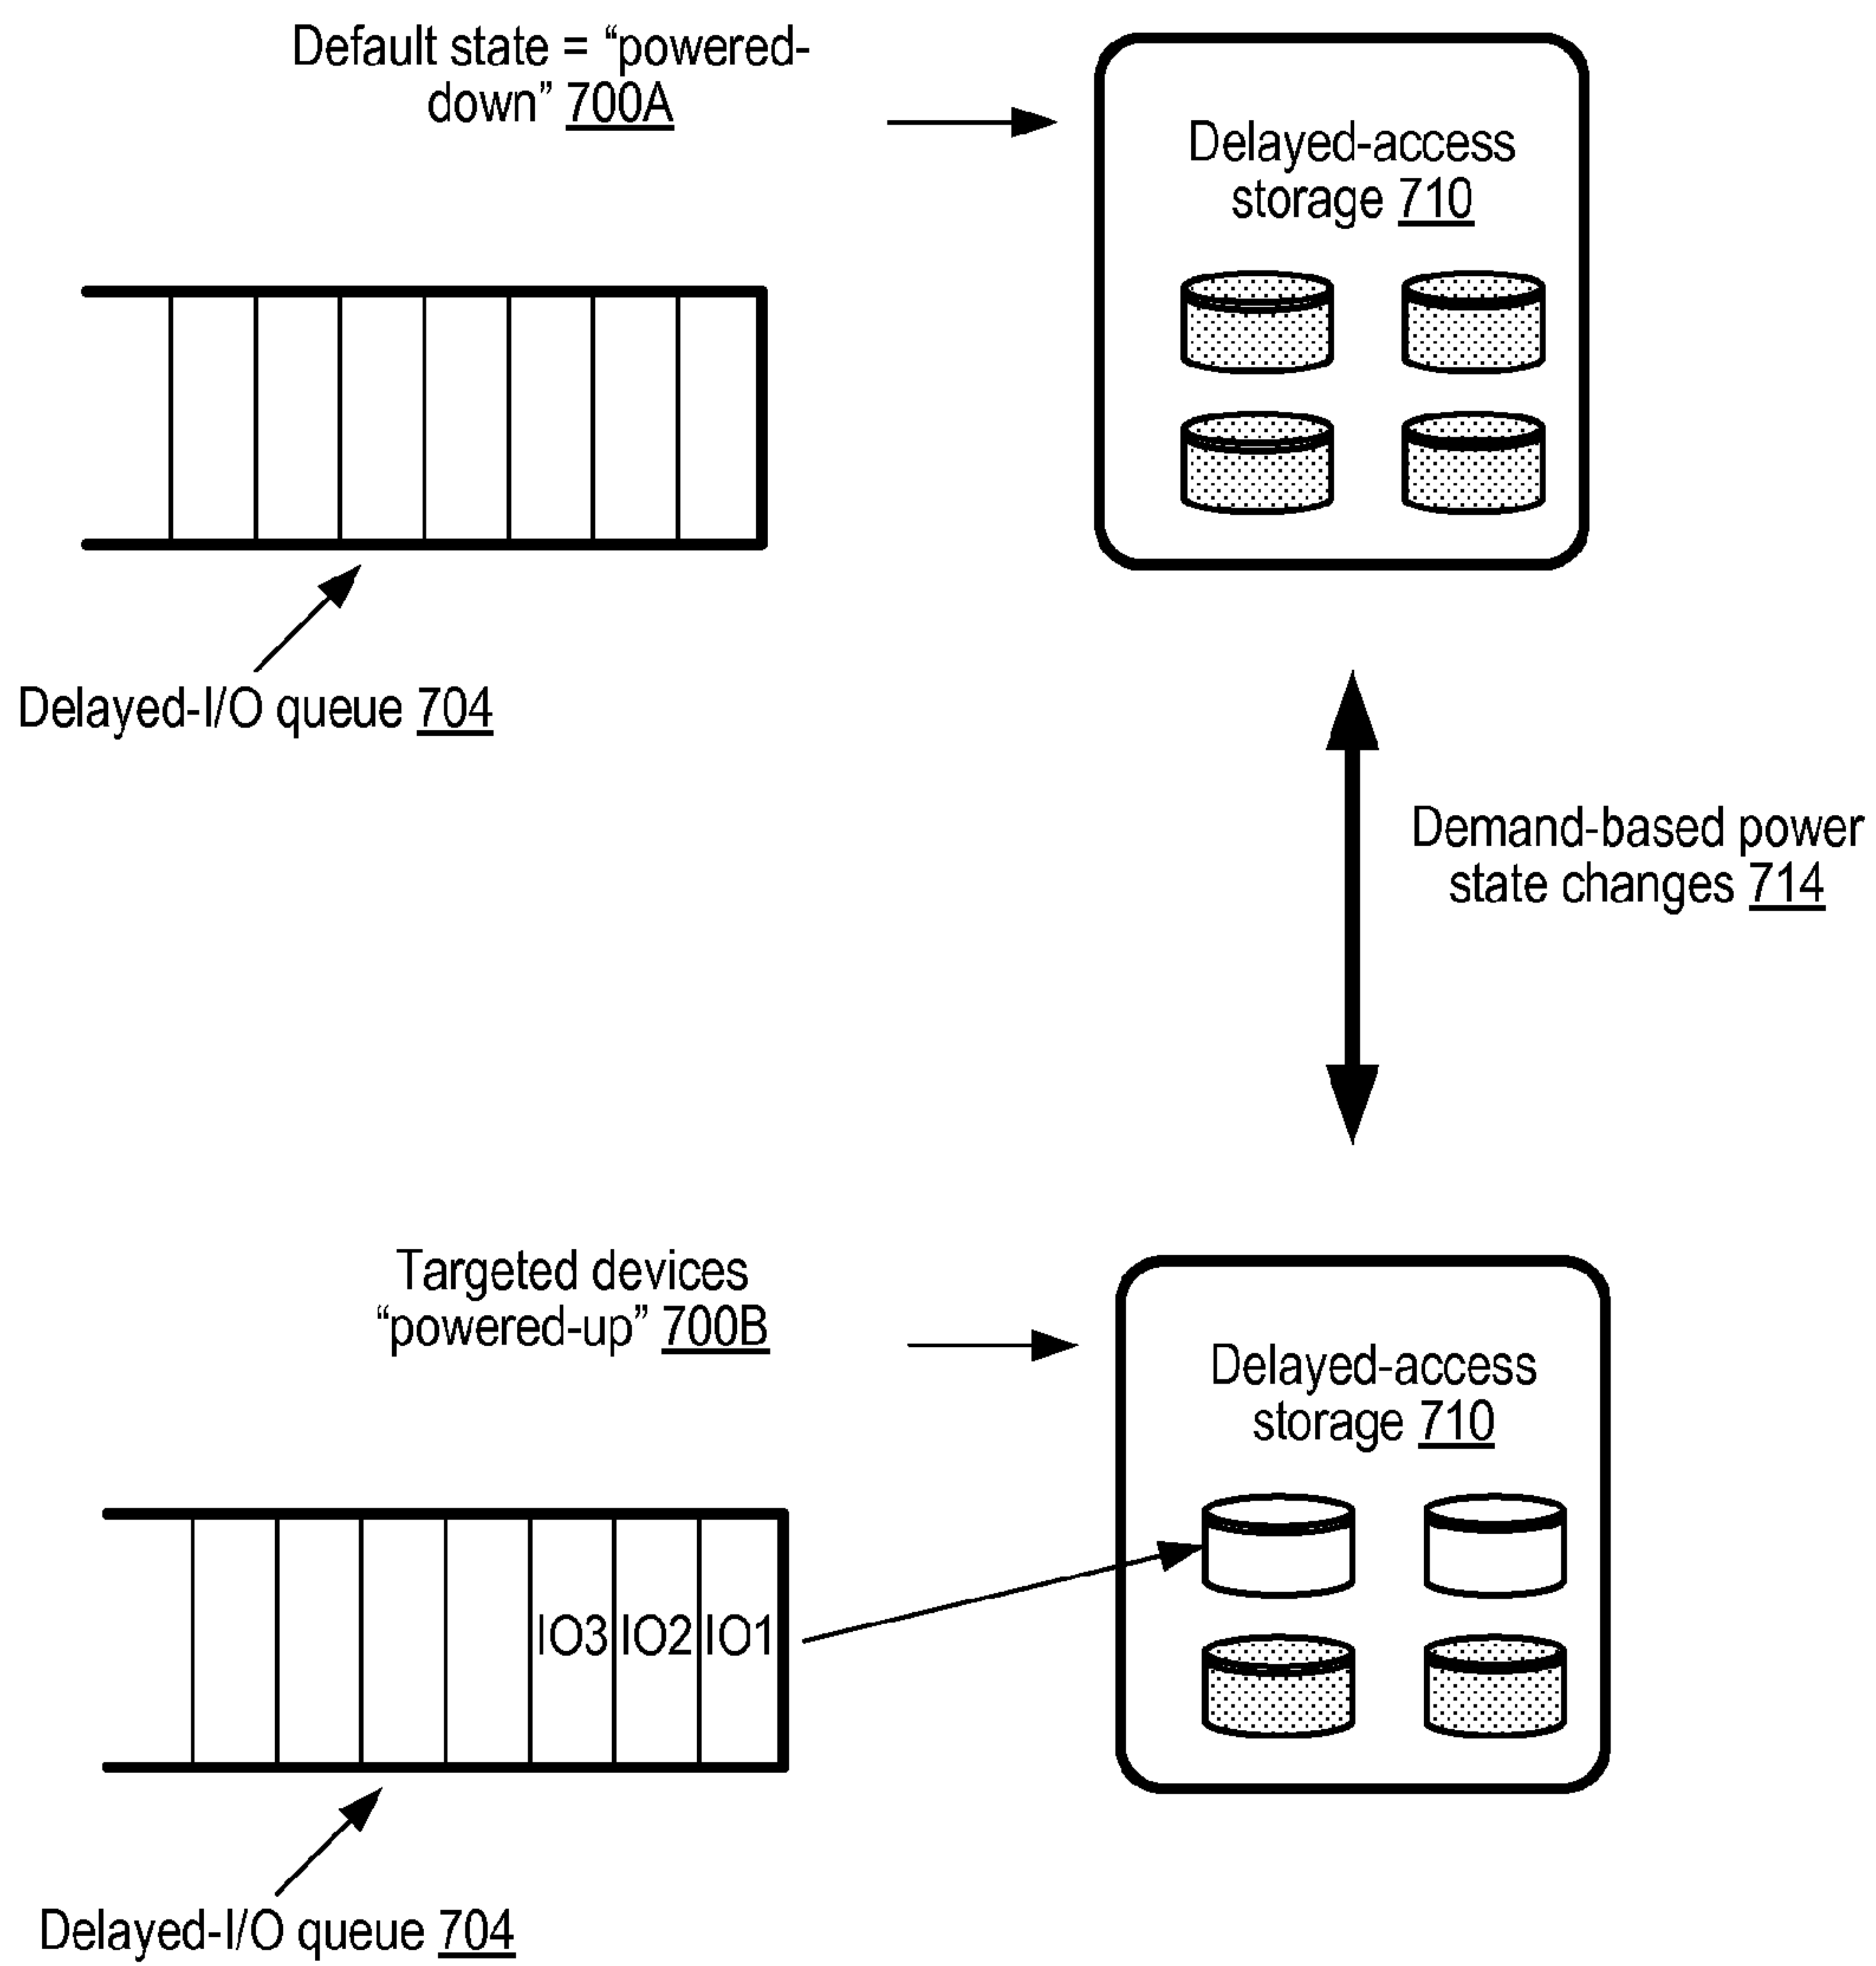 Default state = “powered-
down” 700A
Delayed-access
storage 710
Delayed-I/O queue 704
Demand-based power
state changes 714
Targeted devices
“powered-up” 700B
Delayed-access
storage 710
IO3 IO2 IO1
Delayed-I/O queue 704